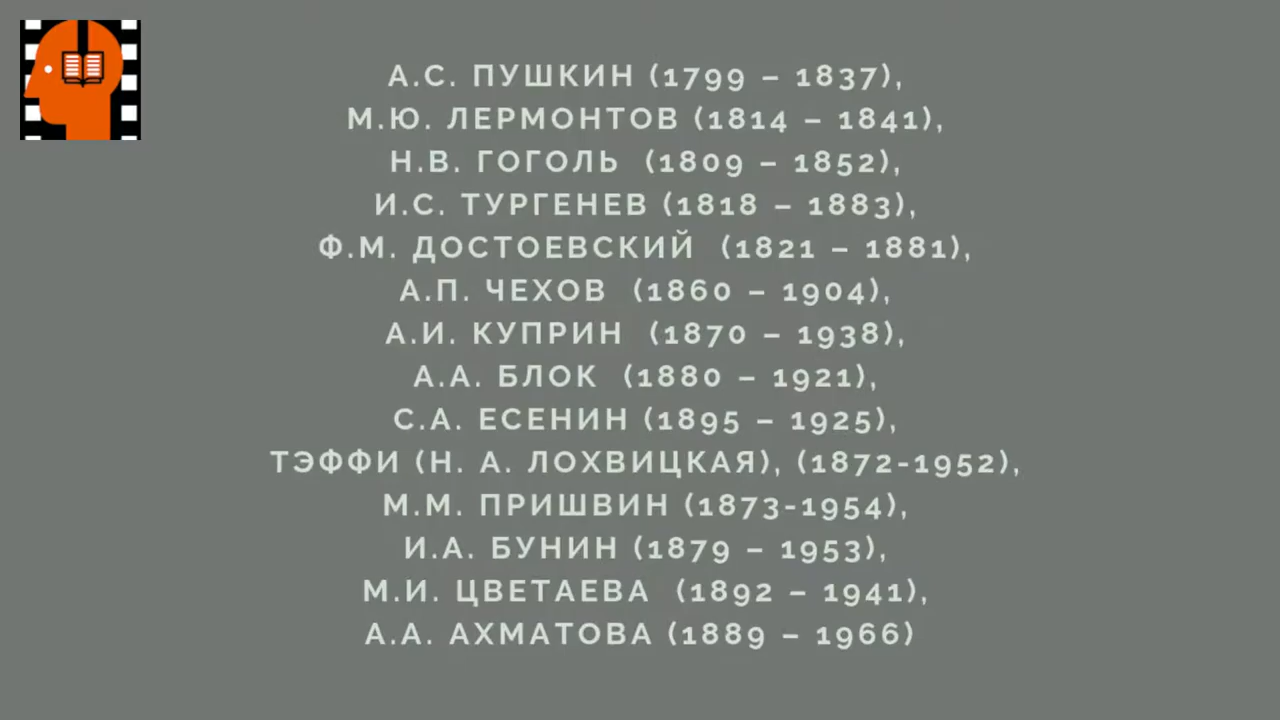 А.С. ПУШКИН (1799 – 1837),
М.Ю. ЛЕРМОНТОВ (1814 – 1841),
Н.В. ГОГОЛЬ (1809 – 1852),
И.С. ТУРГЕНЕВ (1818 – 1883),
Ф.М. ДОСТОЕВСКИЙ (1821 – 1881),
А.П. ЧЕХОВ (1860 – 1904),
А.И. КУПРИН (1870 – 1938),
А.А. БЛОК (1880 – 1921),
С.А. ЕСЕНИН (1895 – 1925),
ТЭФФИ (Н. А. ЛОХВИЦКАЯ), (1872-1952),
М.М. ПРИШВИН (1873-1954),
И.А. БУНИН (1879 – 1953),
М.И. ЦВЕТАЕВА (1892 – 1941),
А.А. АХМАТОВА (1889 – 1966)